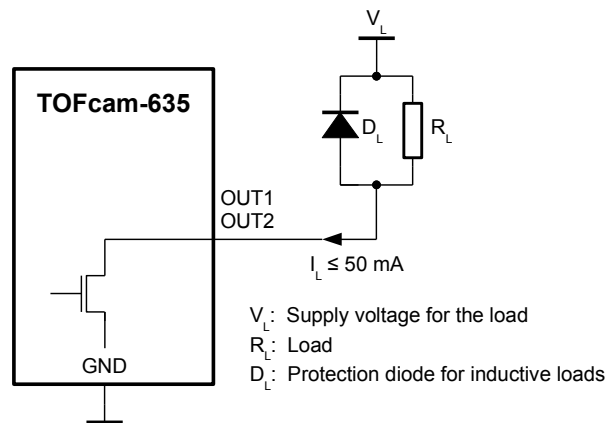 V_L
TOFcam-635
D_L
R_L
OUT1
OUT2
I_L ≤ 50 mA
V_L: Supply voltage for the load
R_L: Load
D_L: Protection diode for inductive loads
GND